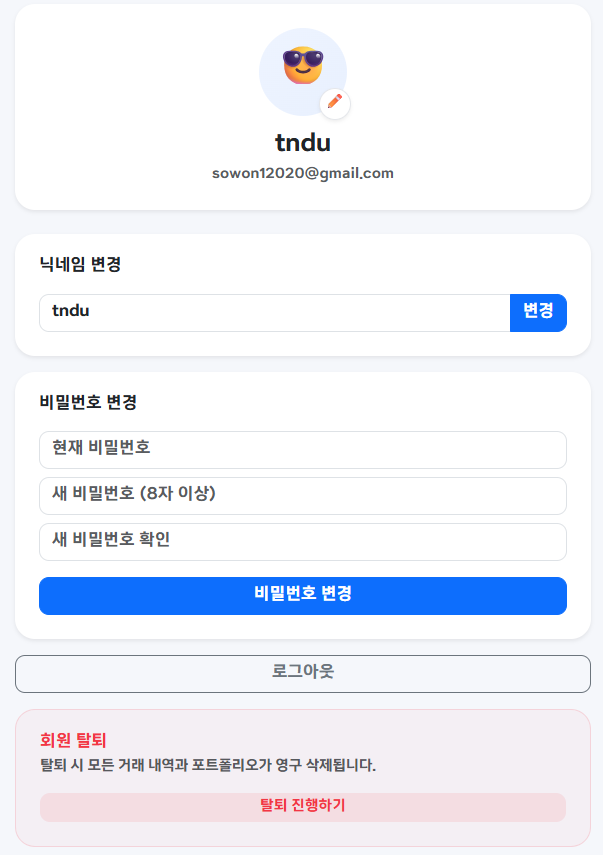 tndu
sowon12020@gmail.com
닉네임 변경
tndu
변경
비밀번호 변경
현재 비밀번호
새 비밀번호 (8자 이상)
새 비밀번호 확인
비밀번호 변경
로그아웃
회원 탈퇴
탈퇴 시 모든 거래 내역과 포트폴리오가 영구 삭제됩니다.
탈퇴 진행하기